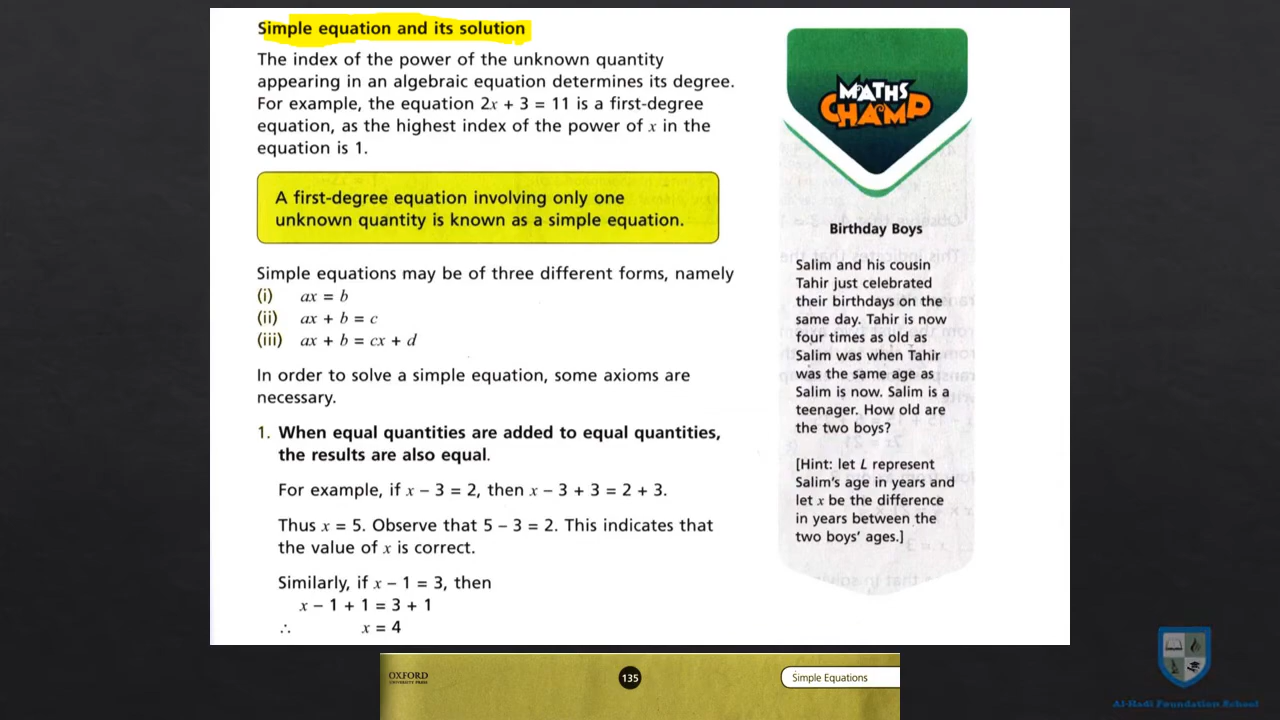 Simple equation and its solution
The index of the power of the unknown quantity
appearing in an algebraic equation determines its degree.
For example, the equation 2x + 3 = 11 is a first-degree
equation, as the highest index of the power of x in the
equation is 1.
A first-degree equation involving only one
unknown quantity is known as a simple equation.
Simple equations may be of three different forms, namely
(i) ax = b
(ii) ax + b = c
(iii) ax + b = cx + d
In order to solve a simple equation, some axioms are
necessary.
1. When equal quantities are added to equal quantities,
the results are also equal.
For example, if x – 3 = 2, then x – 3 + 3 = 2 + 3.
Thus x = 5. Observe that 5 – 3 = 2. This indicates that
the value of x is correct.
Similarly, if x – 1 = 3, then
x – 1 + 1 = 3 + 1
∴ x = 4
MATHS
CHAMP
Birthday Boys
Salim and his cousin
Tahir just celebrated
their birthdays on the
same day. Tahir is now
four times as old as
Salim was when Tahir
was the same age as
Salim is now. Salim is a
teenager. How old are
the two boys?
[Hint: let L represent
Salim's age in years and
let x be the difference
in years between the
two boys' ages.]
OXFORD
UNIVERSITY PRESS
135
Simple Equations
Al-Hadi Foundation School